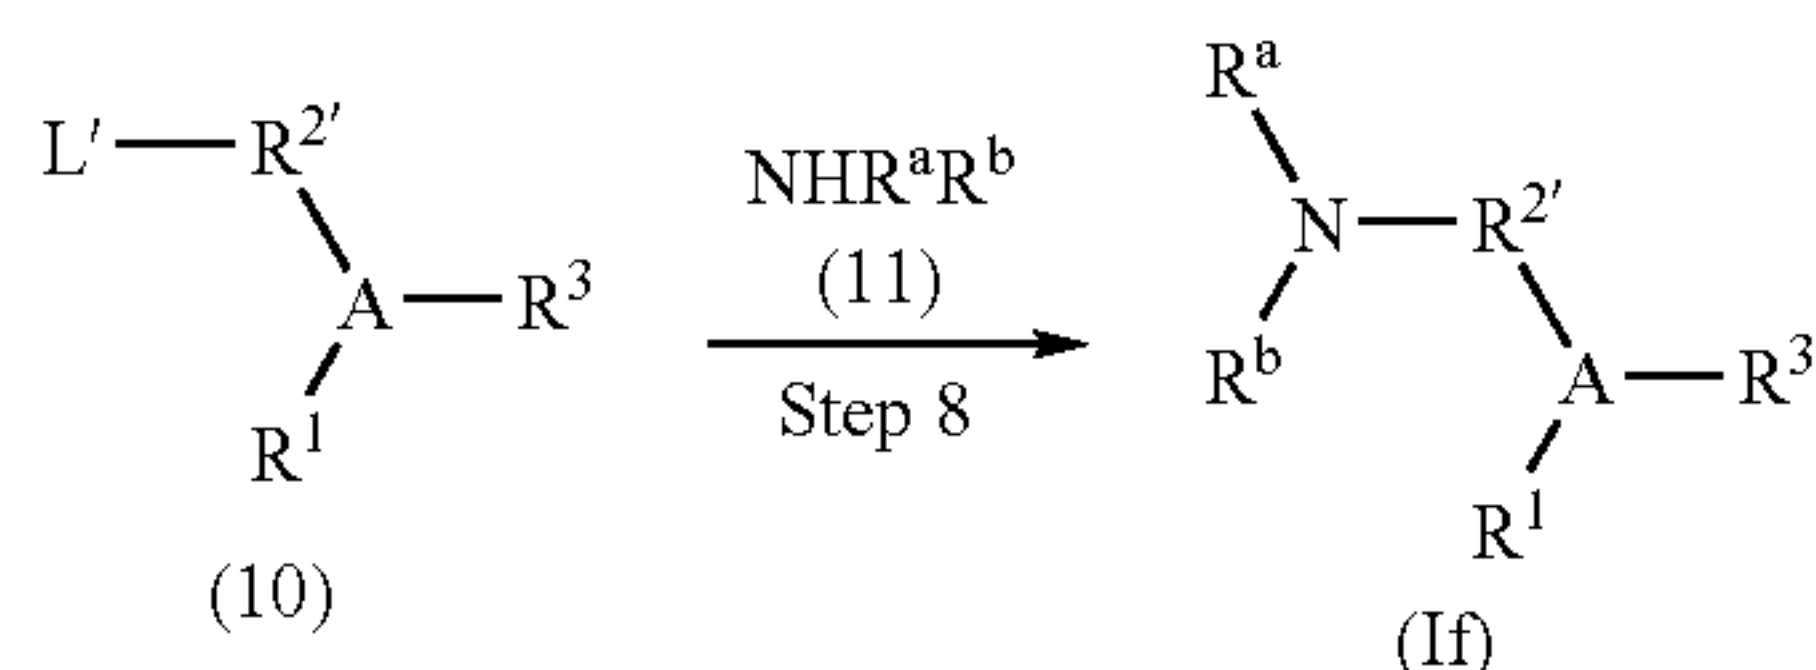 L' — R2'
A — R3
R1
(10)
NHRaRb
(11)
Step 8
Ra
N — R2'
Rb
A — R3
R1
(If)